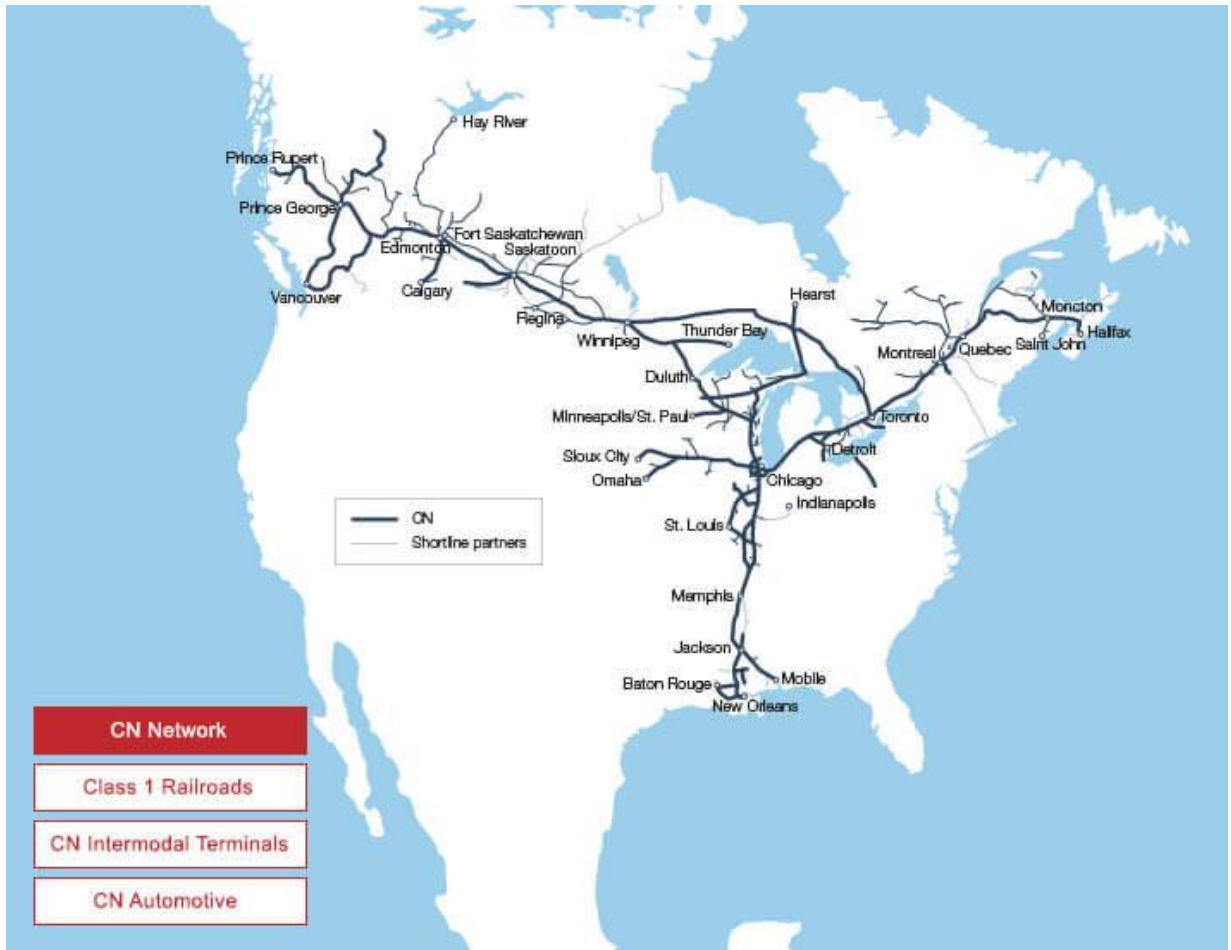 Hay River
Prince Rupert
Prince George
Fort Saskatchewan
Edmonton
Saskatoon
Vancouver
Calgary
Hearst
Regina
Winnipeg
Thunder Bay
Moncton
Halifax
Saint John
Montreal
Quebec
Duluth
Minneapolis/St. Paul
Toronto
Detroit
Sioux City
Omaha
Chicago
Indianapolis
CN
Shortline partners
St. Louis
Memphis
Jackson
Baton Rouge
Mobile
New Orleans
CN Network
Class 1 Railroads
CN Intermodal Terminals
CN Automotive